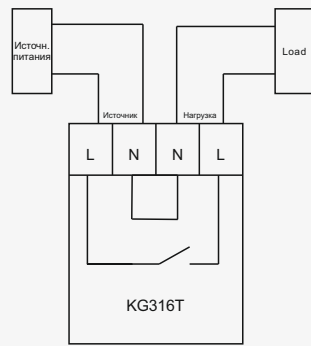 Источн.
питания
Load
Источник
Нагрузка
L N N L
KG316T